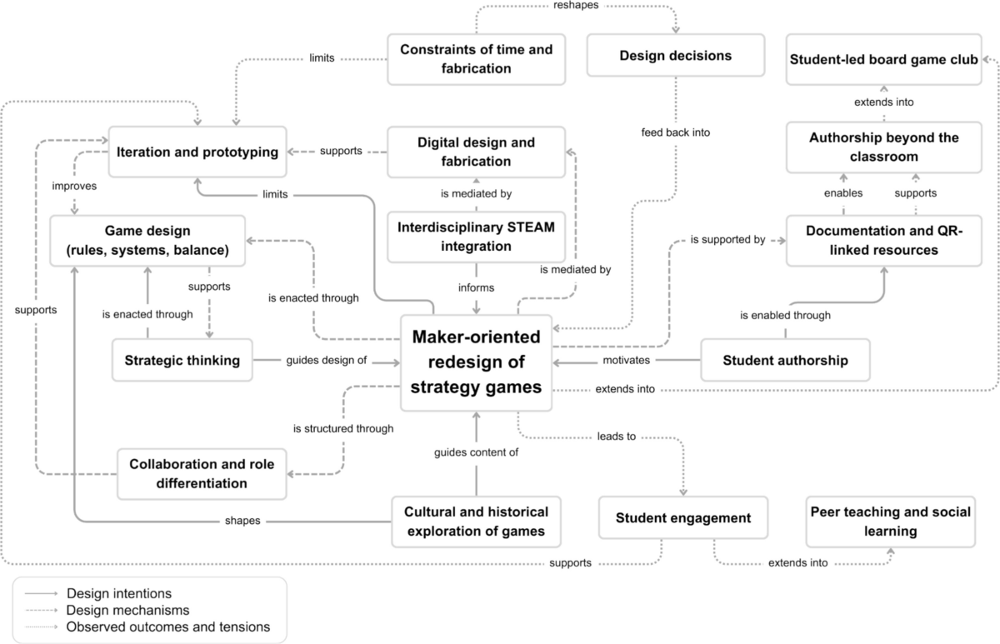 reshapes
Constraints of time and
fabrication
Design decisions
Student-led board game club
limits
extends into
feed back into
Iteration and prototyping
supports
Digital design and
fabrication
Authorship beyond the
classroom
improves
limits
is mediated by
enables
supports
Game design
(rules, systems, balance)
Interdisciplinary STEAM
integration
is supported by
Documentation and QR-
linked resources
supports
is mediated by
informs
is enacted through
supports
is enacted through
is enabled through
Maker-oriented
redesign of
strategy games
Strategic thinking
guides design of
motivates
Student authorship
extends into
is structured through
leads to
guides content of
Collaboration and role
differentiation
shapes
Cultural and historical
exploration of games
Student engagement
Peer teaching and social
learning
supports
extends into
Design intentions
Design mechanisms
Observed outcomes and tensions